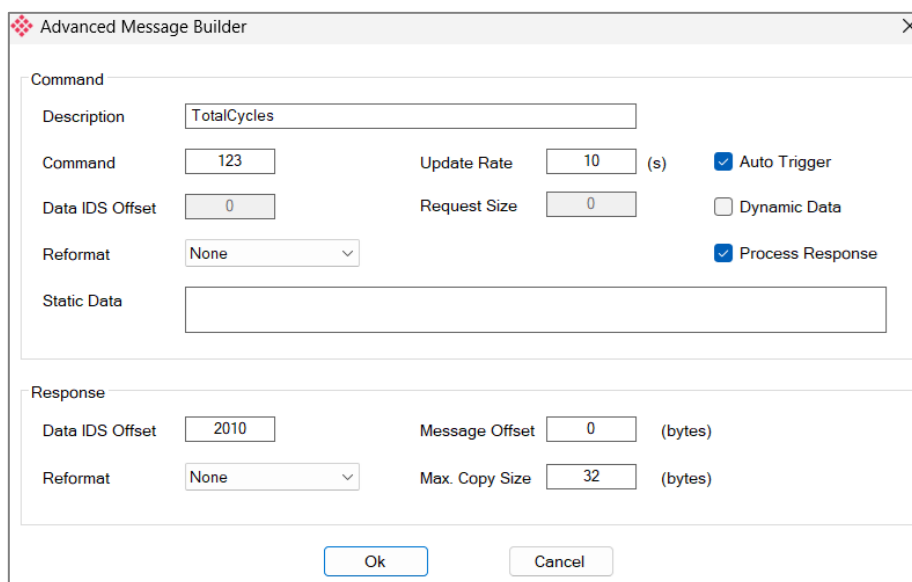 Advanced Message Builder
Command
Description TotalCycles
Command 123 Update Rate 10 (s) Auto Trigger
Data IDS Offset 0 Request Size 0 Dynamic Data
Reformat None Process Response
Static Data
Response
Data IDS Offset 2010 Message Offset 0 (bytes)
Reformat None Max. Copy Size 32 (bytes)
Ok Cancel